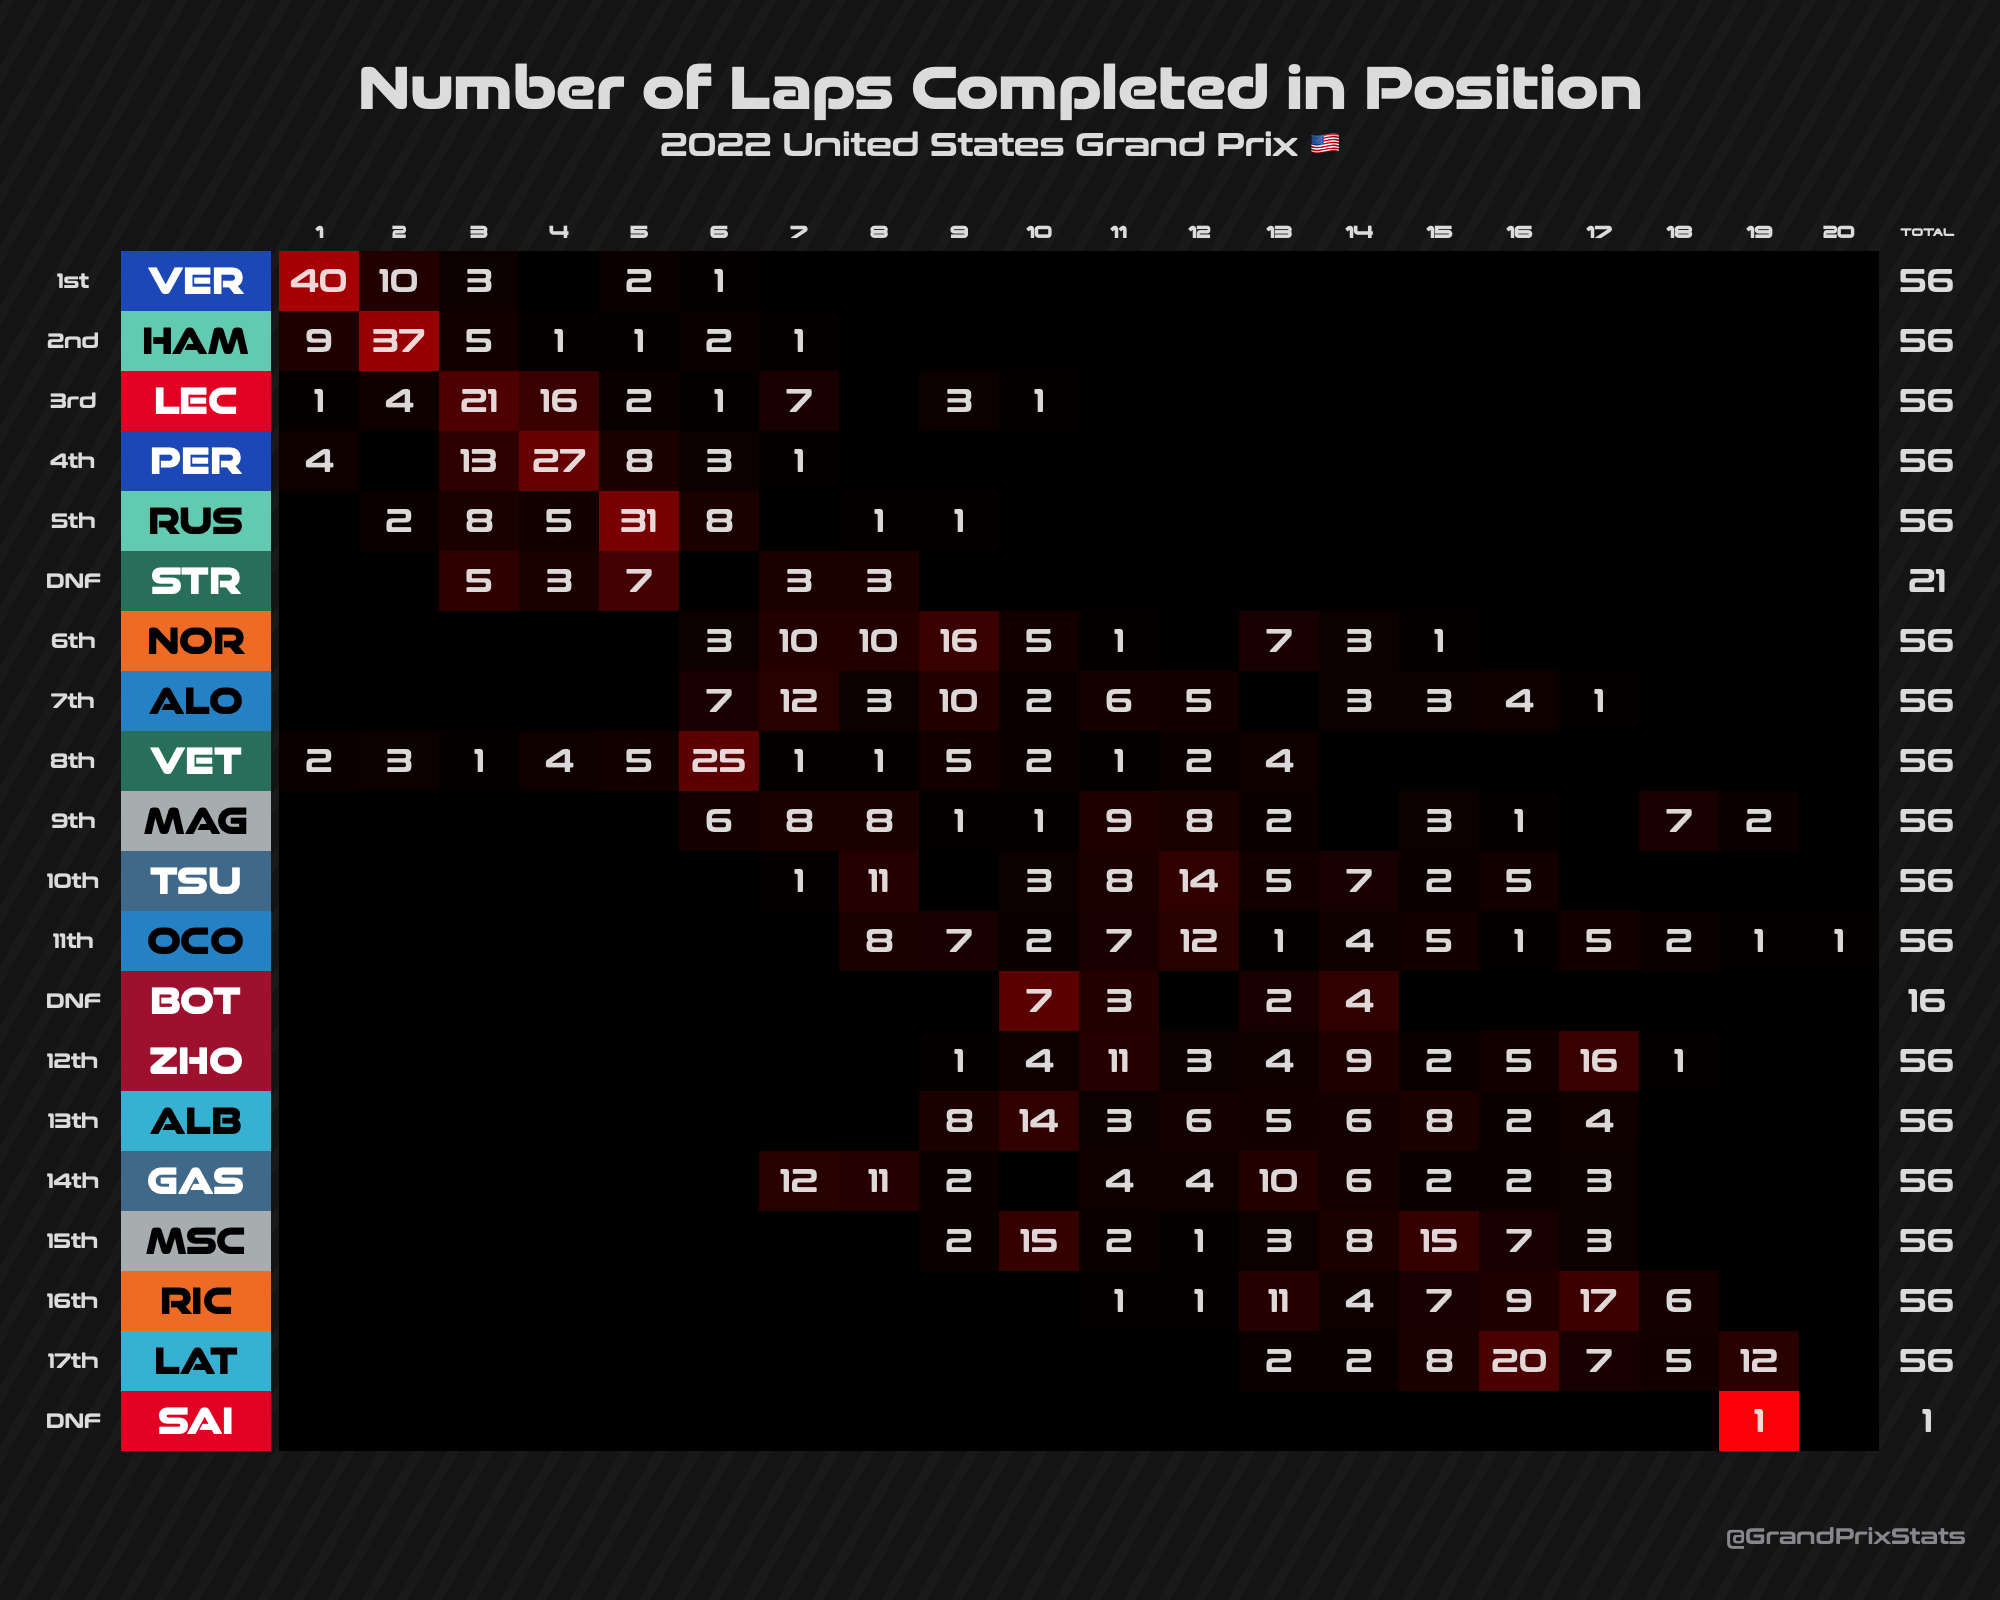 Number of Laps Completed in Position
2022 United States Grand Prix 🇺🇸
1 2 3 4 5 6 7 8 9 10 11 12 13 14 15 16 17 18 19 20 TOTAL
1st VER 40 10 3 2 1 56
2nd HAM 9 37 5 1 1 2 1 56
3rd LEC 1 4 21 16 2 1 7 3 1 56
4th PER 4 13 27 8 3 1 56
5th RUS 2 8 5 31 8 1 1 56
DNF STR 5 3 7 3 3 21
6th NOR 3 10 10 16 5 1 7 3 1 56
7th ALO 7 12 3 10 2 6 5 3 3 4 1 56
8th VET 2 3 1 4 5 25 1 1 5 2 1 2 4 56
9th MAG 6 8 8 1 1 9 8 2 3 1 7 2 56
10th TSU 1 11 3 8 14 5 7 2 5 56
11th OCO 8 7 2 7 12 1 4 5 1 5 2 1 1 56
DNF BOT 7 3 2 4 16
12th ZHO 1 4 11 3 4 9 2 5 16 1 56
13th ALB 8 14 3 6 5 6 8 2 4 56
14th GAS 12 11 2 4 4 10 6 2 2 3 56
15th MSC 2 15 2 1 3 8 15 7 3 56
16th RIC 1 1 11 4 7 9 17 6 56
17th LAT 2 2 8 20 7 5 12 56
DNF SAI 1 1
@GrandPrixStats